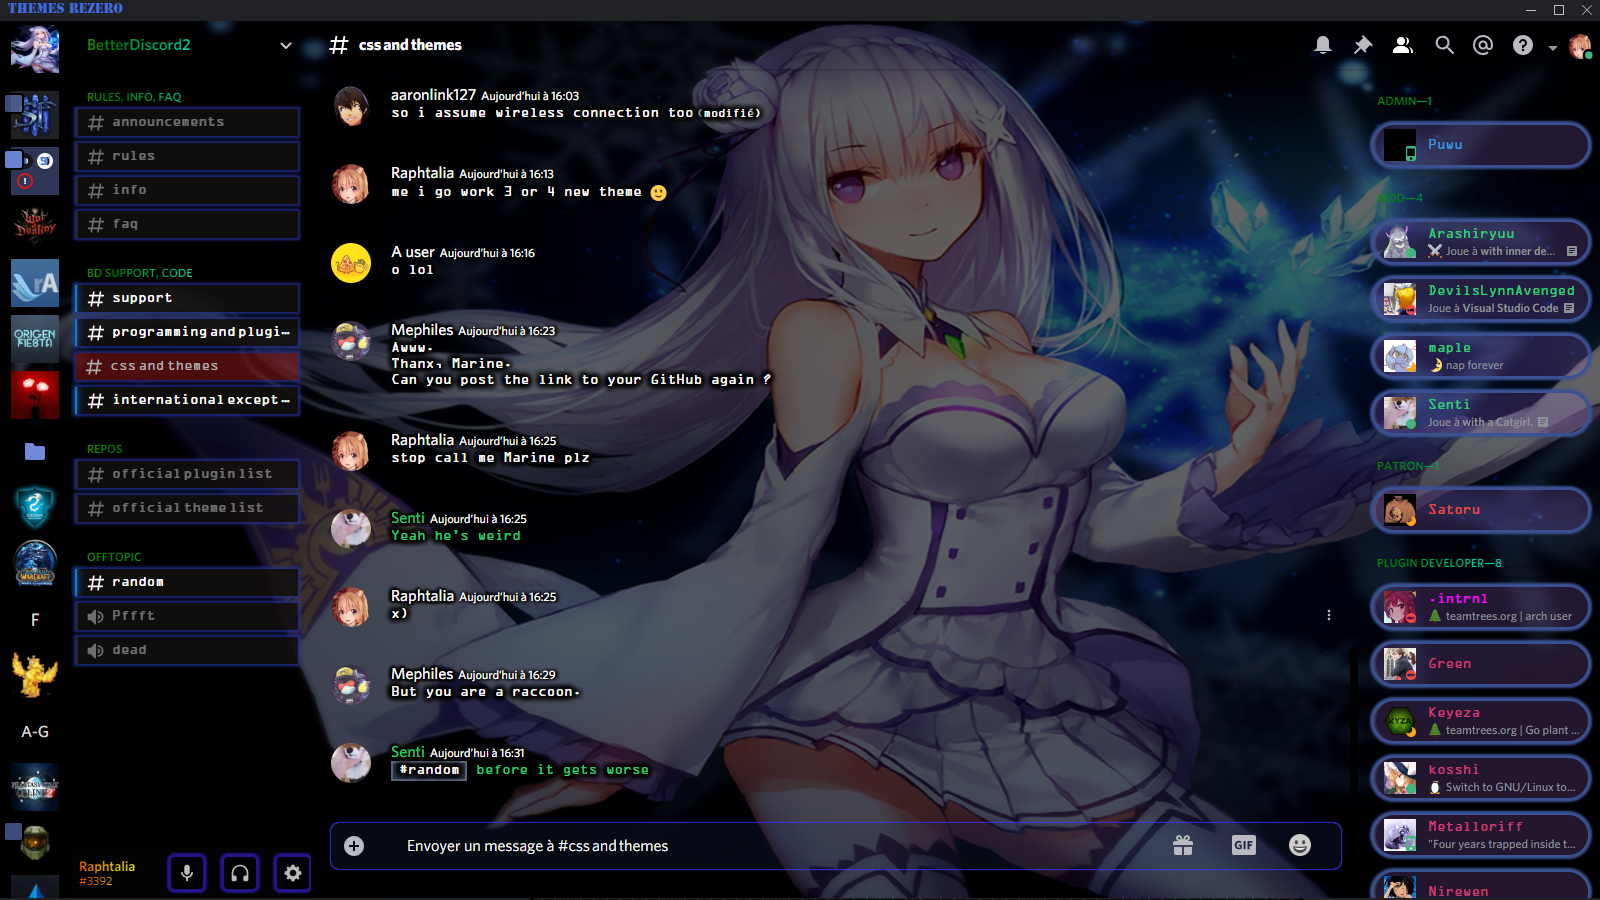 THEMES REZERO
BetterDiscord2
RULES, INFO, FAQ
announcements
rules
info
faq
BD SUPPORT, CODE
support
programming and plugi…
css and themes
international except…
REPOS
official plugin list
official theme list
OFFTOPIC
random
Pffft
dead
ORIGEN
FIESTA
F
A-G
Raphtalia
#3392
css and themes
aaronlink127 Aujourd'hui à 16:03
so i assume wireless connection too (modifié)
Raphtalia Aujourd'hui à 16:13
me i go work 3 or 4 new theme
A user Aujourd'hui à 16:16
o lol
Mephiles Aujourd'hui à 16:23
Awww.
Thanx, Marine.
Can you post the link to your GitHub again ?
Raphtalia Aujourd'hui à 16:25
stop call me Marine plz
Senti Aujourd'hui à 16:25
Yeah he's weird
Raphtalia Aujourd'hui à 16:25
x)
Mephiles Aujourd'hui à 16:29
But you are a raccoon.
Senti Aujourd'hui à 16:31
#random before it gets worse
Envoyer un message à #css and themes
GIF
ADMIN—1
Puwu
MOD—4
Arashiryuu
Joue à with inner de…
DevilsLynnAvenged
Joue à Visual Studio Code
maple
nap forever
Senti
Joue à with a Catgirl.
PATRON—1
Satoru
PLUGIN DEVELOPER—8
.intrnl
teamtrees.org | arch user
Green
Keyeza
teamtrees.org | Go plant …
KYZA
kosshi
Switch to GNU/Linux to…
Metalloriff
"Four years trapped inside t…
Nirewen